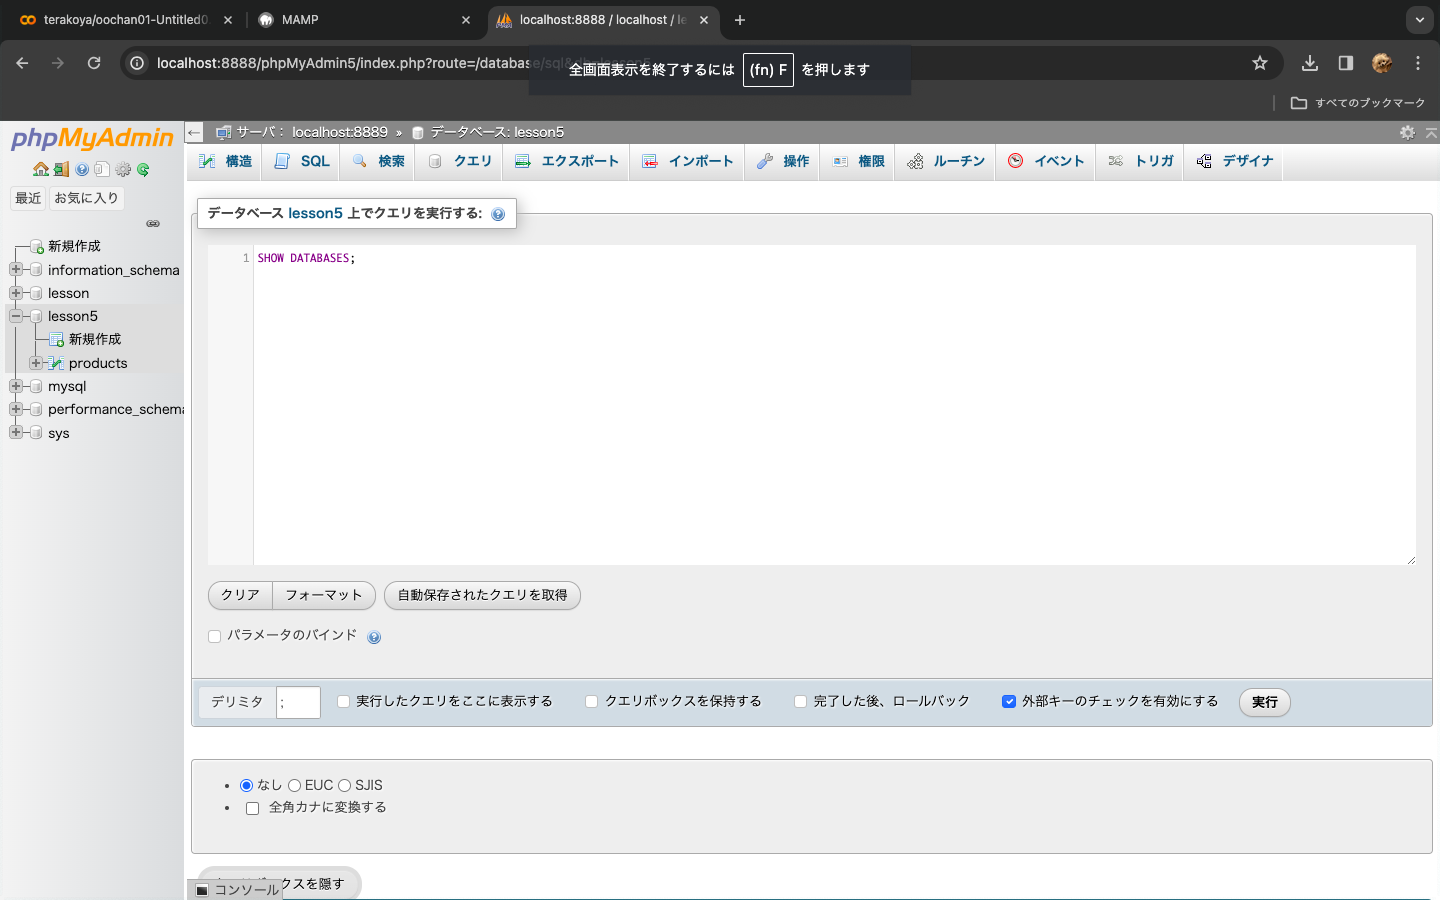 terakoya/oochan01-Untitled0.
MAMP
localhost:8888 / localhost / le
localhost:8888/phpMyAdmin5/index.php?route=/database/sql&
全画面表示を終了するには (fn) F を押します
すべてのブックマーク
phpMyAdmin
サーバ: localhost:8889 » データベース: lesson5
構造 SQL 検索 クエリ エクスポート インポート 操作 権限 ルーチン イベント トリガ デザイナ
最近 お気に入り
新規作成
information_schema
lesson
lesson5
新規作成
products
mysql
performance_schema
sys
データベース lesson5 上でクエリを実行する:
1 SHOW DATABASES;
クリア フォーマット 自動保存されたクエリを取得
パラメータのバインド
デリミタ ; 実行したクエリをここに表示する クエリボックスを保持する 完了した後、ロールバック 外部キーのチェックを有効にする 実行
なし EUC SJIS
全角カナに変換する
ックスを隠す
コンソール